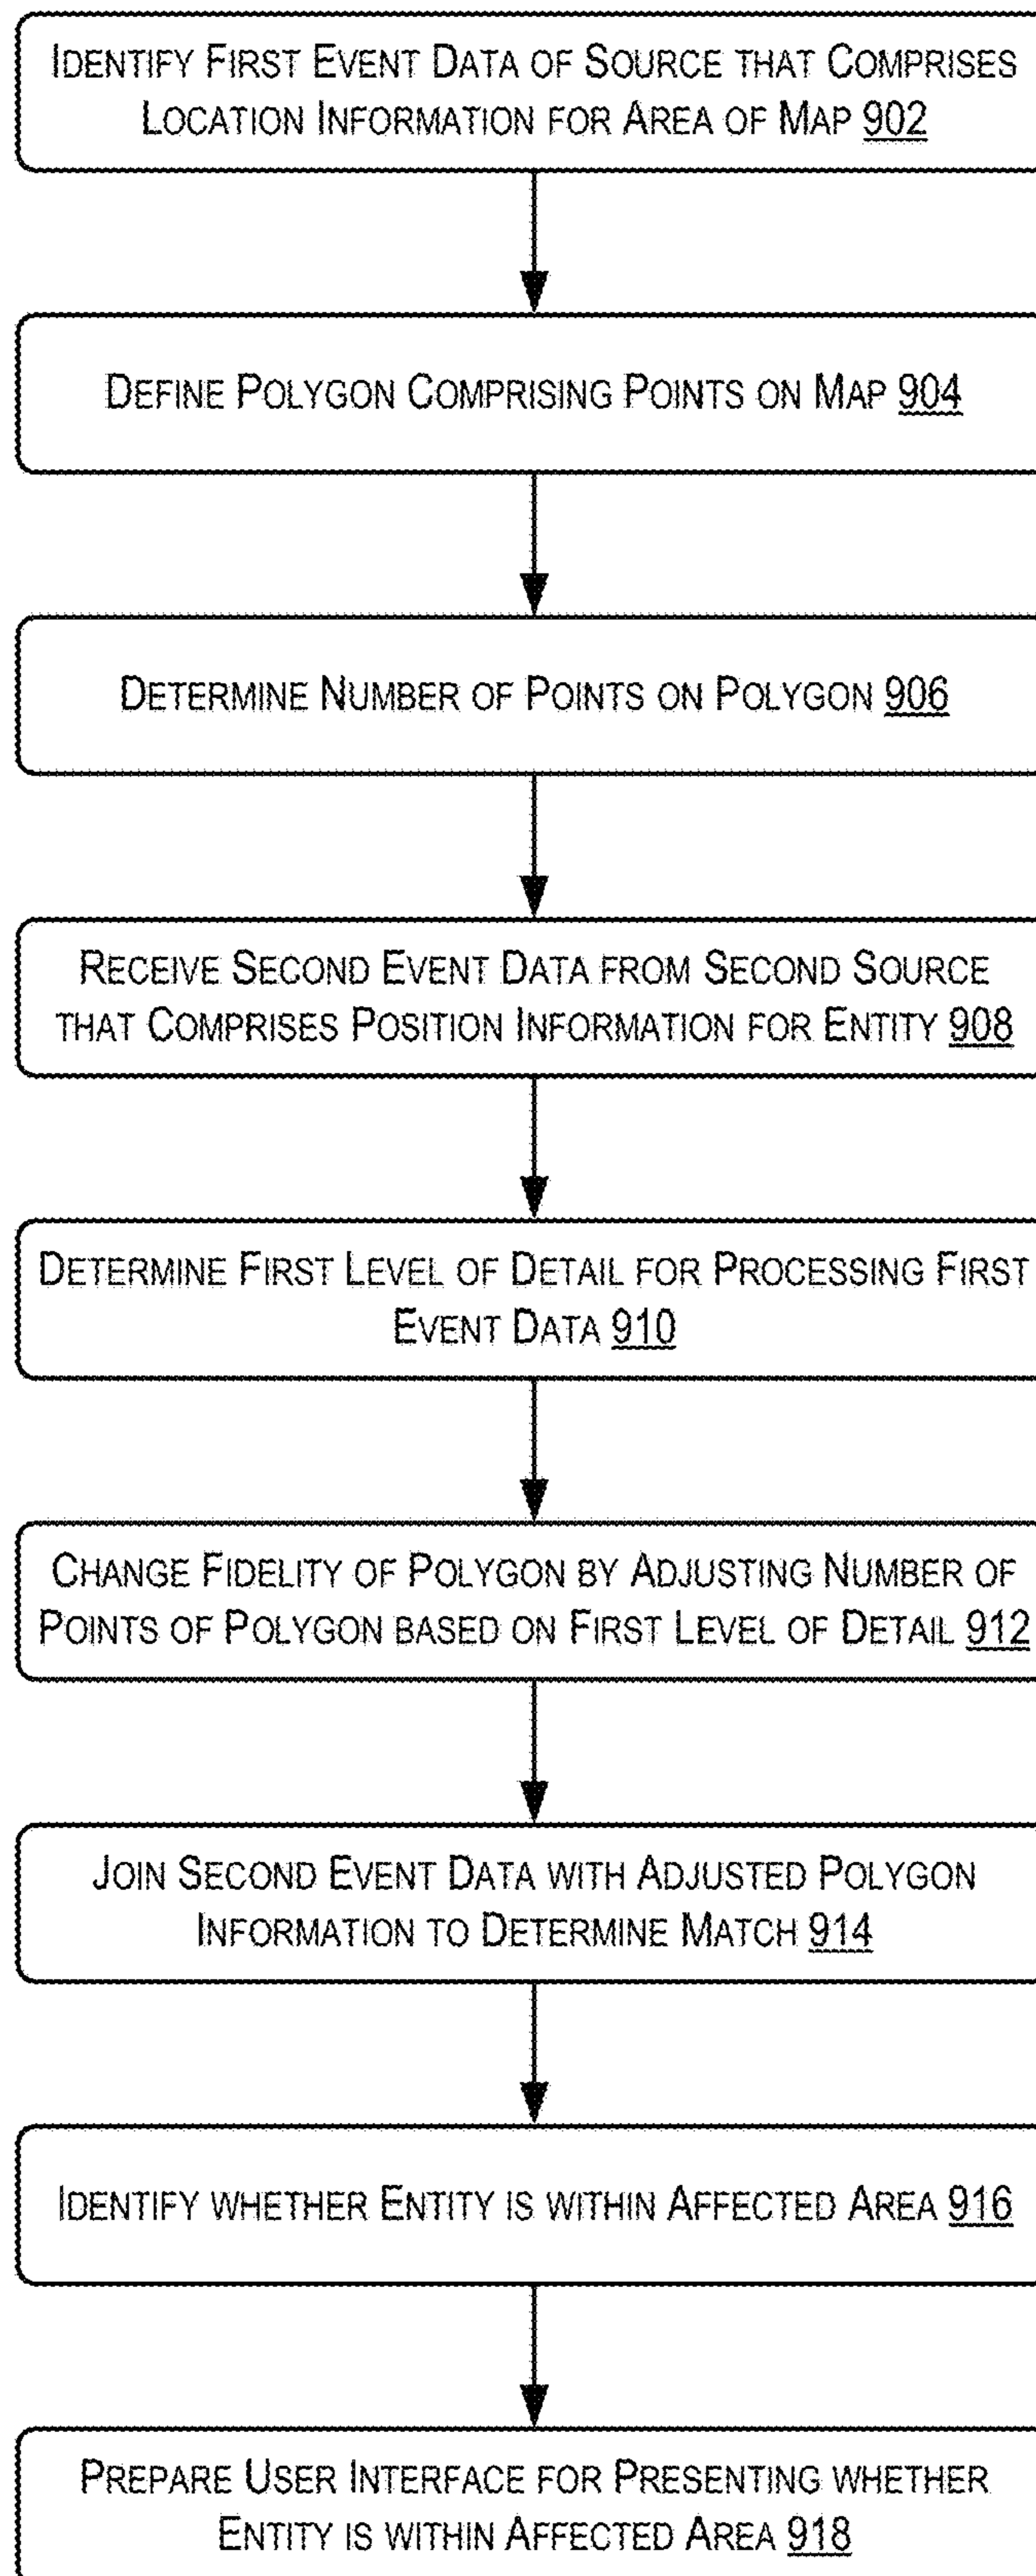 IDENTIFY FIRST EVENT DATA OF SOURCE THAT COMPRISES
LOCATION INFORMATION FOR AREA OF MAP 902
DEFINE POLYGON COMPRISING POINTS ON MAP 904
DETERMINE NUMBER OF POINTS ON POLYGON 906
RECEIVE SECOND EVENT DATA FROM SECOND SOURCE
THAT COMPRISES POSITION INFORMATION FOR ENTITY 908
DETERMINE FIRST LEVEL OF DETAIL FOR PROCESSING FIRST
EVENT DATA 910
CHANGE FIDELITY OF POLYGON BY ADJUSTING NUMBER OF
POINTS OF POLYGON BASED ON FIRST LEVEL OF DETAIL 912
JOIN SECOND EVENT DATA WITH ADJUSTED POLYGON
INFORMATION TO DETERMINE MATCH 914
IDENTIFY WHETHER ENTITY IS WITHIN AFFECTED AREA 916
PREPARE USER INTERFACE FOR PRESENTING WHETHER
ENTITY IS WITHIN AFFECTED AREA 918